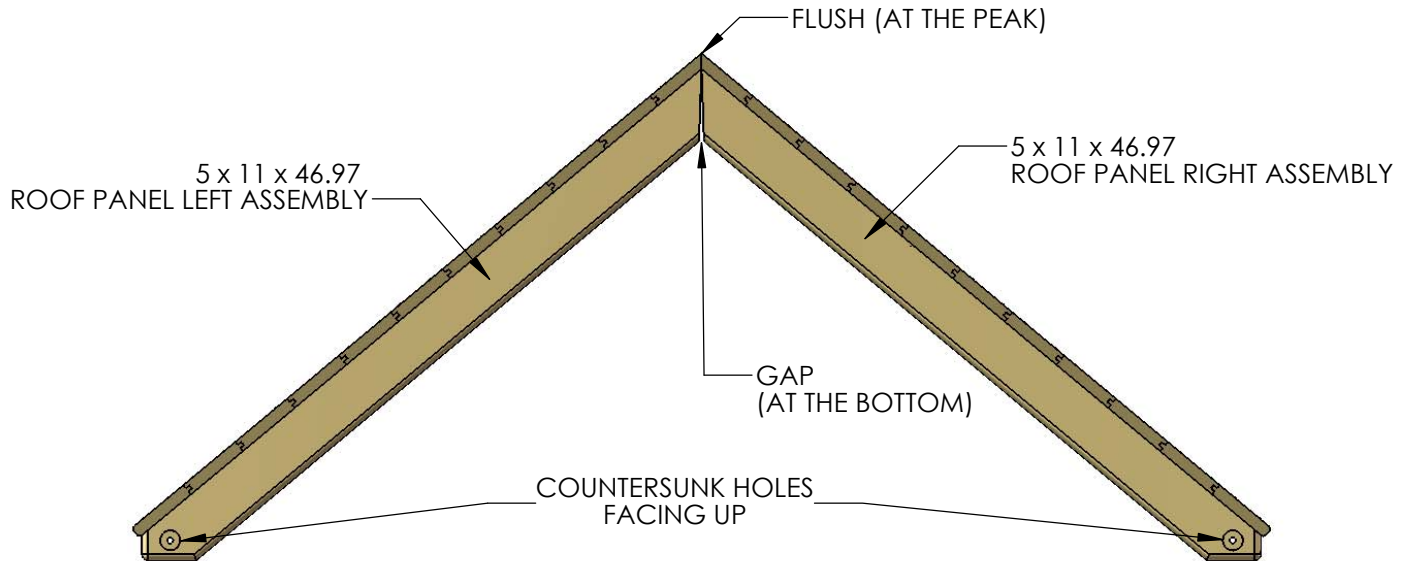 FLUSH (AT THE PEAK)
5 x 11 x 46.97
ROOF PANEL LEFT ASSEMBLY
5 x 11 x 46.97
ROOF PANEL RIGHT ASSEMBLY
GAP
(AT THE BOTTOM)
COUNTERSUNK HOLES
FACING UP